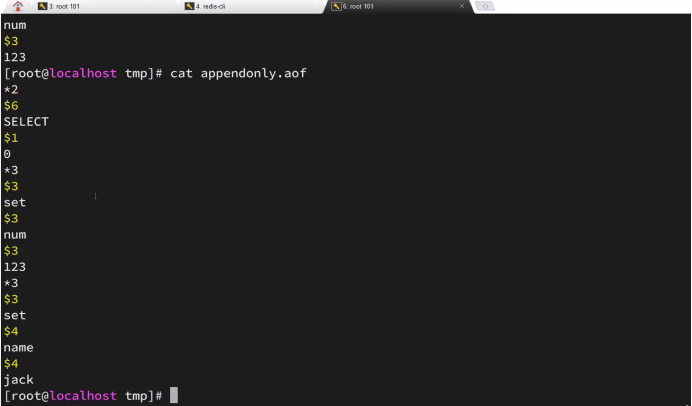 3. root 101
4. redis-cli
6. root 101
num
$3
123
[root@localhost tmp]# cat appendonly.aof
*2
$6
SELECT
$1
0
*3
$3
set
$3
num
$3
123
*3
$3
set
$4
name
$4
jack
[root@localhost tmp]#